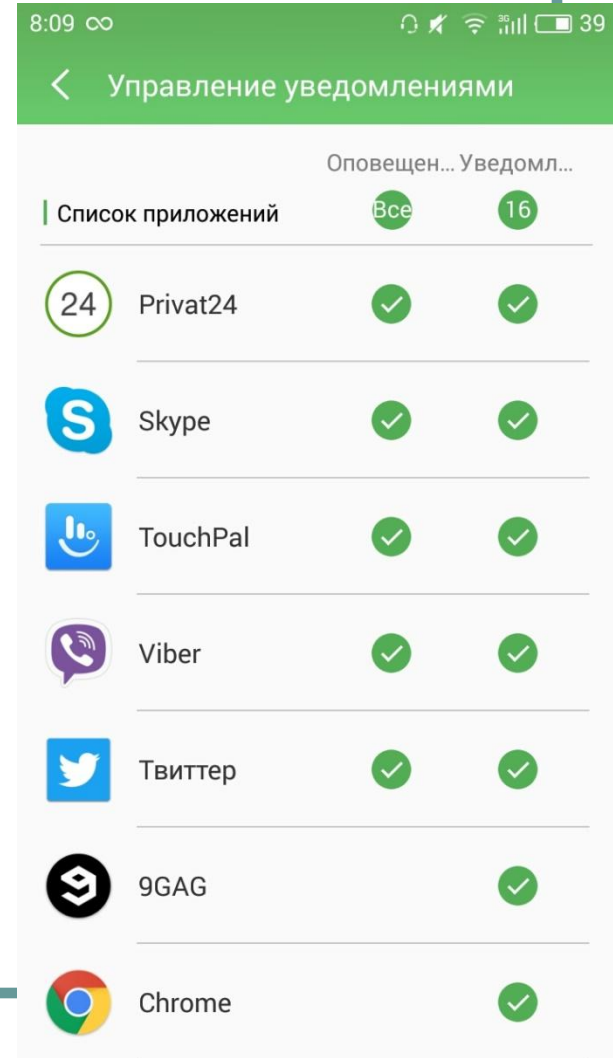 8:09 3G 39
Управление уведомлениями
Оповещен... Уведомл...
Список приложений Все 16
24 Privat24
S Skype
TouchPal
Viber
Твиттер
9GAG
Chrome